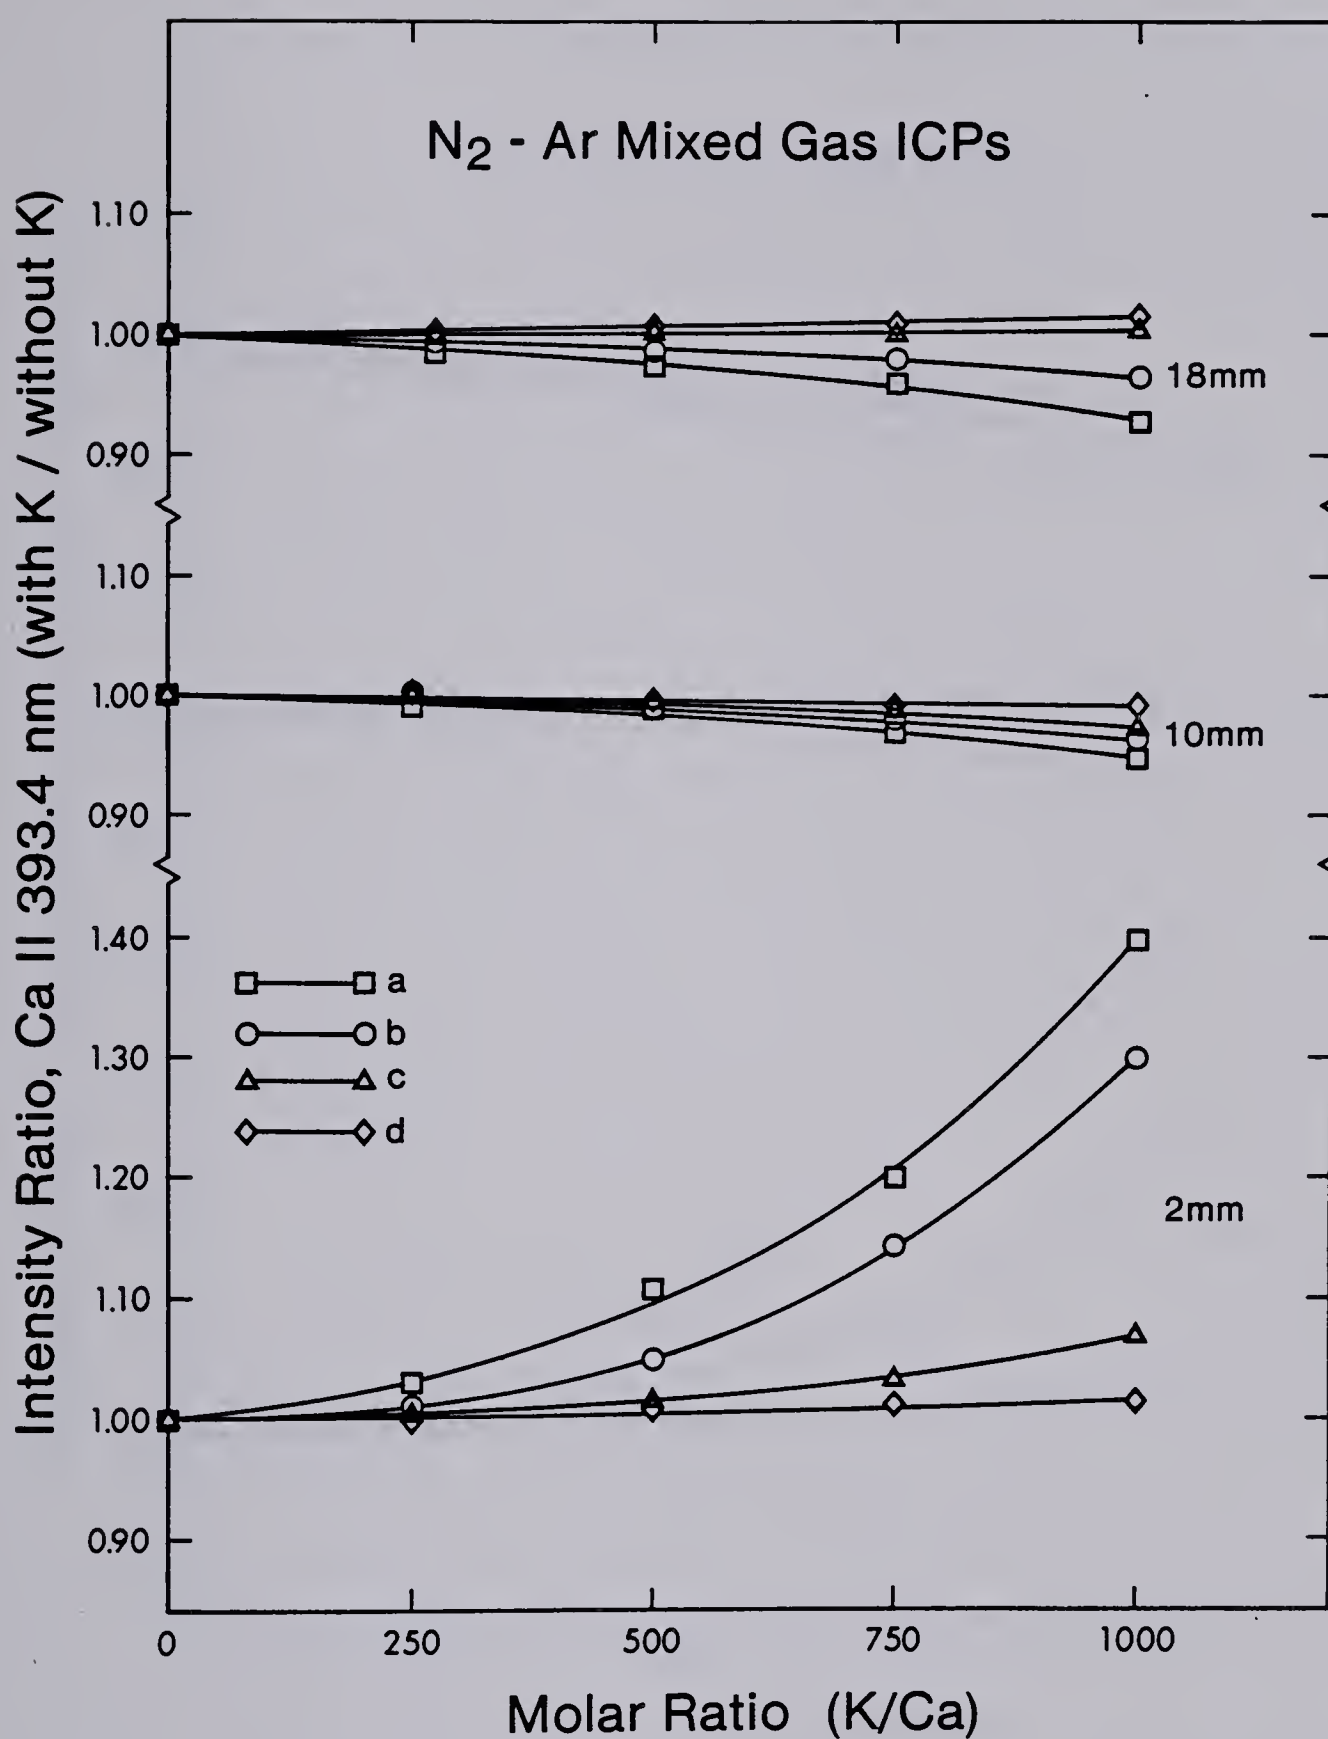 N2 - Ar Mixed Gas ICPs
Intensity Ratio, Ca II 393.4 nm (with K / without K)
1.10
1.00
0.90
18mm
1.10
1.00
0.90
10mm
1.40
1.30
1.20
1.10
1.00
0.90
a
b
c
d
2mm
0 250 500 750 1000
Molar Ratio (K/Ca)